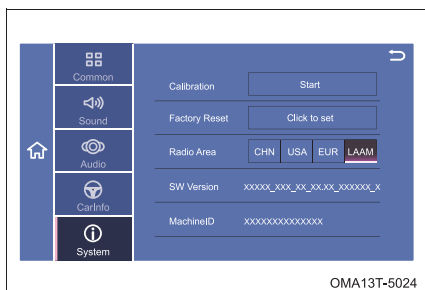 Common
Sound
Audio
CarInfo
System
Calibration Start
Factory Reset Click to set
Radio Area CHN USA EUR LAAM
SW Version XXXXX_XXX_XX_XX.XX_XXXXXX_X
MachineID XXXXXXXXXXXXXX
OMA13T-5024